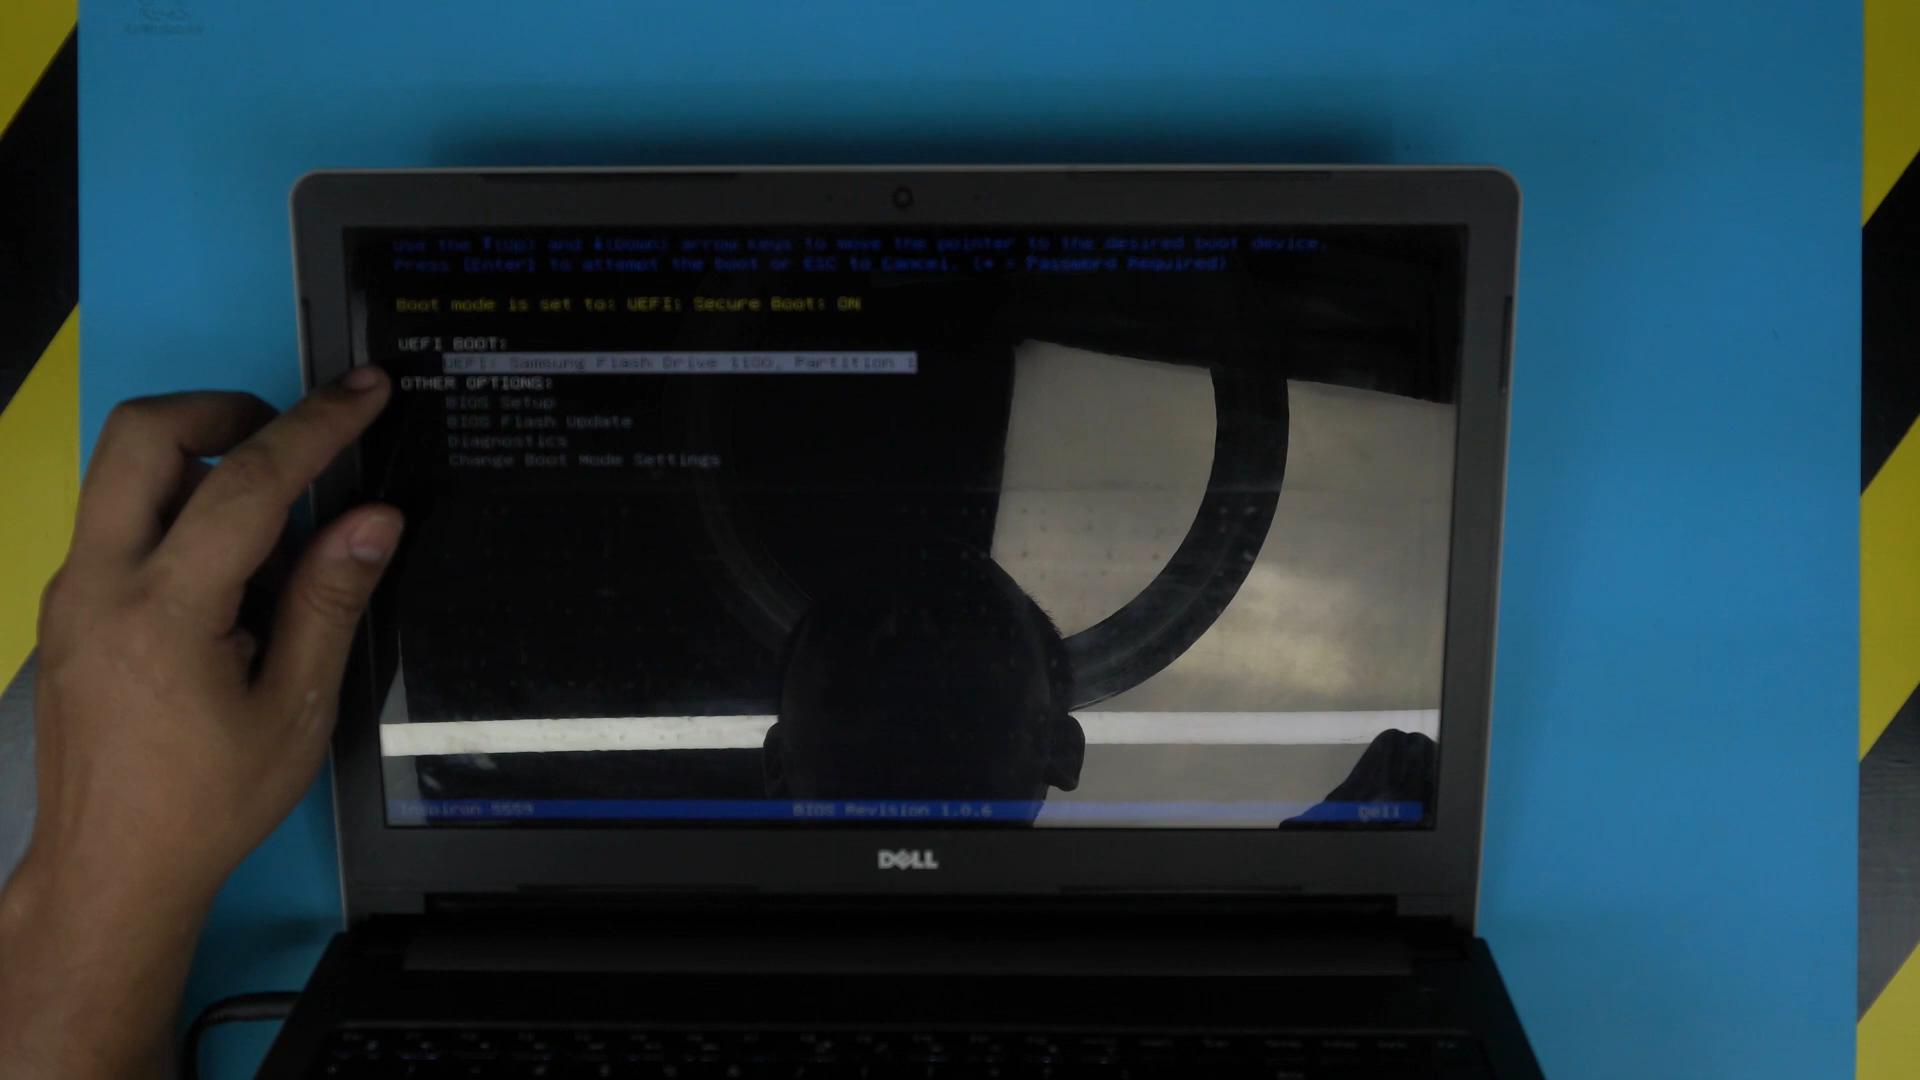 Use the ↑(Up) and ↓(Down) arrow keys to move the pointer to the desired boot device.
Press [Enter] to attempt the boot or ESC to Cancel. (* = Password Required)
Boot mode is set to: UEFI; Secure Boot: ON
UEFI BOOT:
UEFI: Samsung Flash Drive 1100, Partition 1
OTHER OPTIONS:
BIOS Setup
BIOS Flash Update
Diagnostics
Change Boot Mode Settings
Inspiron 5559 BIOS Revision 1.0.6 Dell
DELL